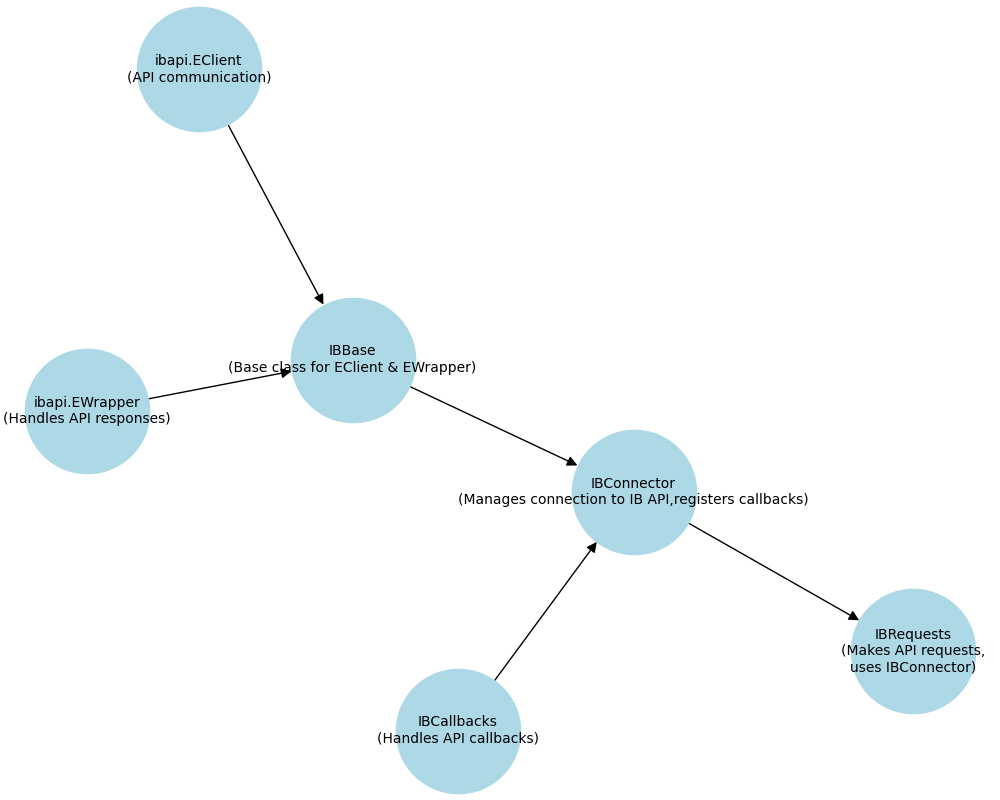 ibapi.EClient
(API communication)
IBBase
(Base class for EClient & EWrapper)
ibapi.EWrapper
(Handles API responses)
IBConnector
(Manages connection to IB API,registers callbacks)
IBRequests
(Makes API requests,
uses IBConnector)
IBCallbacks
(Handles API callbacks)